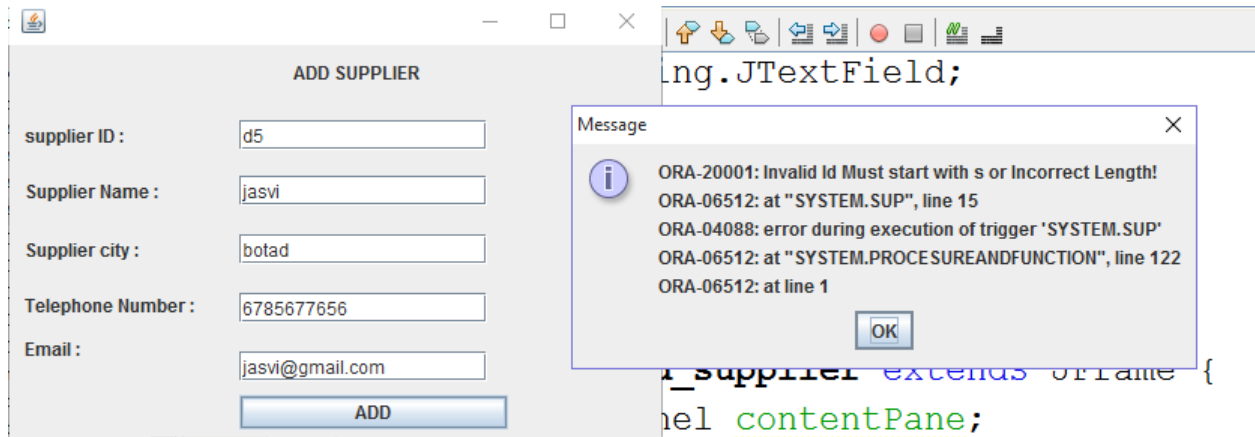 ADD SUPPLIER
supplier ID :
d5
Supplier Name :
jasvi
Supplier city :
botad
Telephone Number :
6785677656
Email :
jasvi@gmail.com
ADD
ing.JTextField;
Message
ORA-20001: Invalid Id Must start with s or Incorrect Length!
ORA-06512: at "SYSTEM.SUP", line 15
ORA-04088: error during execution of trigger 'SYSTEM.SUP'
ORA-06512: at "SYSTEM.PROCESUREANDFUNCTION", line 122
ORA-06512: at line 1
OK
d_supplier extends JFrame {
nel contentPane;